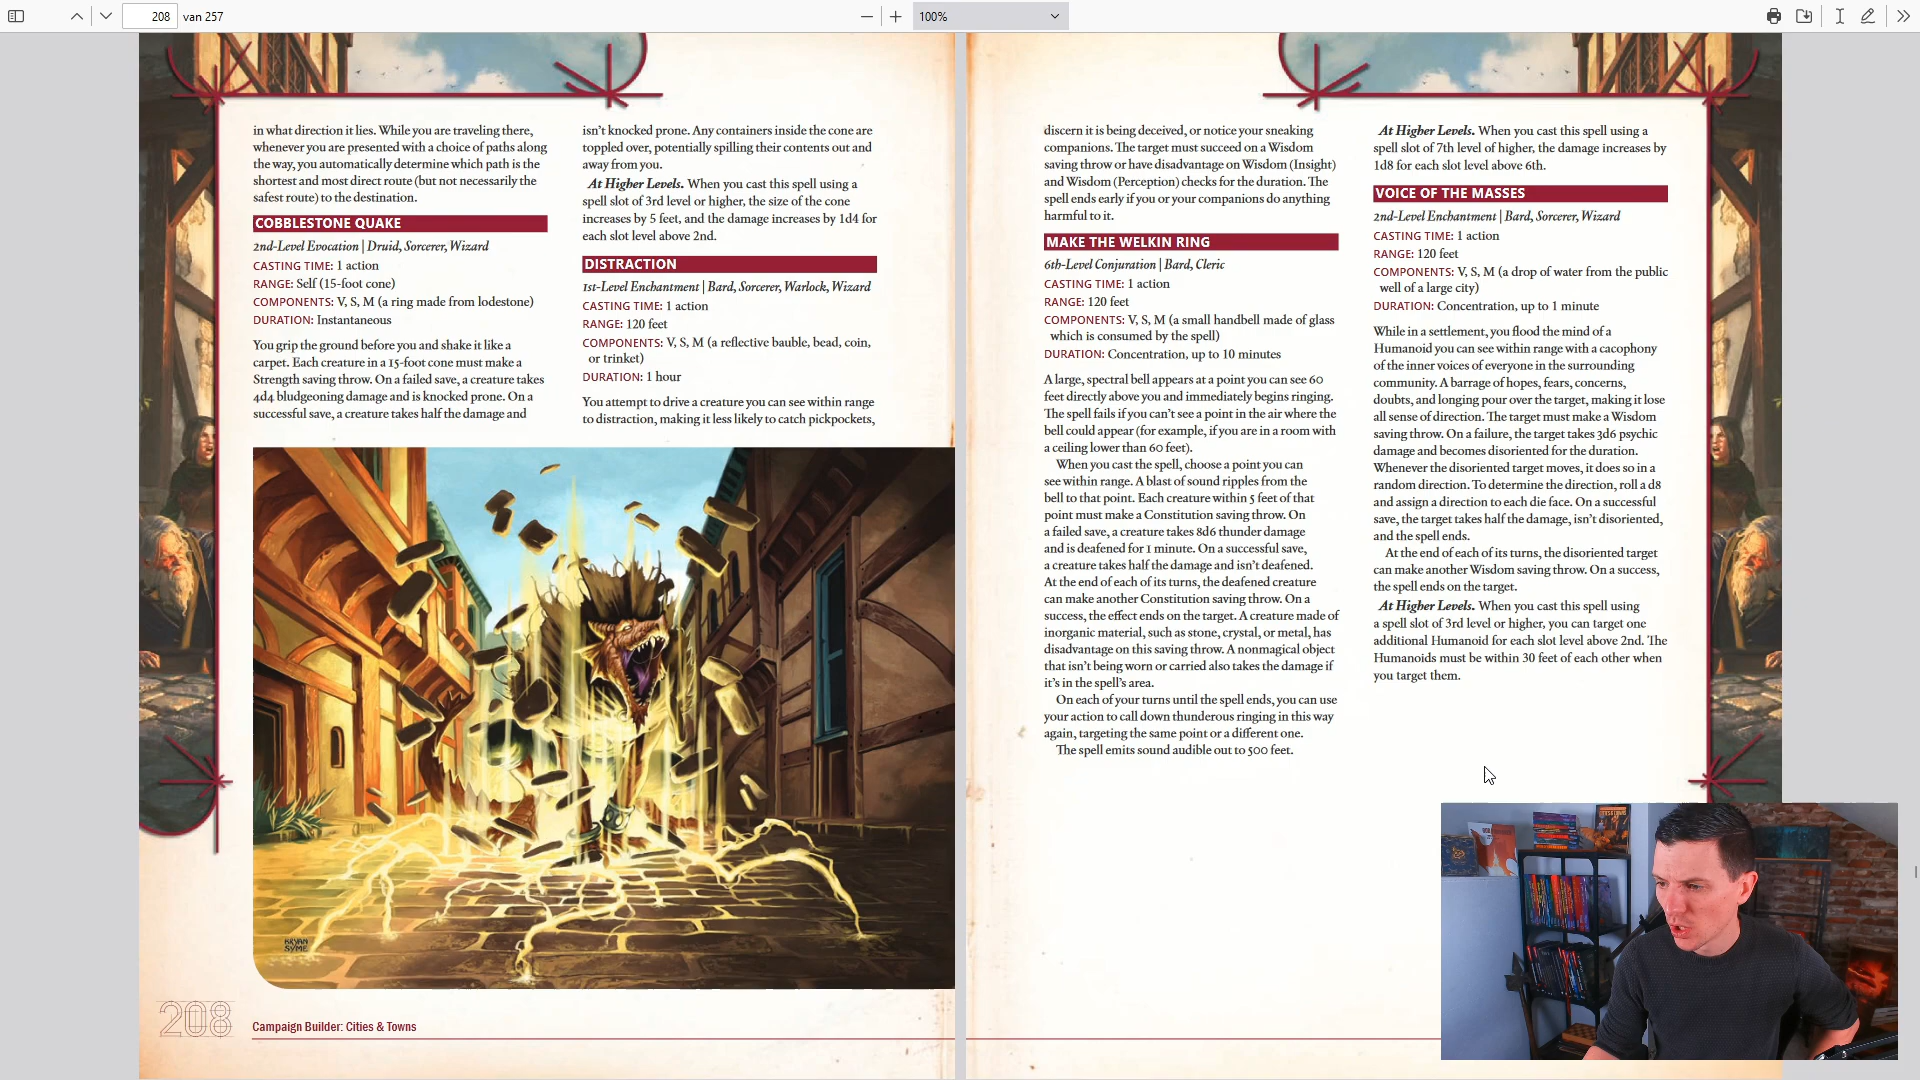 208 van 257
100%
in what direction it lies. While you are traveling there,
whenever you are presented with a choice of paths along
the way, you automatically determine which path is the
shortest and most direct route (but not necessarily the
safest route) to the destination.
COBBLESTONE QUAKE
2nd-Level Evocation | Druid, Sorcerer, Wizard
CASTING TIME: 1 action
RANGE: Self (15-foot cone)
COMPONENTS: V, S, M (a ring made from lodestone)
DURATION: Instantaneous
You grip the ground before you and shake it like a
carpet. Each creature in a 15-foot cone must make a
Strength saving throw. On a failed save, a creature takes
4d4 bludgeoning damage and is knocked prone. On a
successful save, a creature takes half the damage and
isn't knocked prone. Any containers inside the cone are
toppled over, potentially spilling their contents out and
away from you.
At Higher Levels. When you cast this spell using a
spell slot of 3rd level or higher, the size of the cone
increases by 5 feet, and the damage increases by 1d4 for
each slot level above 2nd.
DISTRACTION
1st-Level Enchantment | Bard, Sorcerer, Warlock, Wizard
CASTING TIME: 1 action
RANGE: 120 feet
COMPONENTS: V, S, M (a reflective bauble, bead, coin,
or trinket)
DURATION: 1 hour
You attempt to drive a creature you can see within range
to distraction, making it less likely to catch pickpockets,
BRYAN
SYME
208
Campaign Builder: Cities & Towns
discern it is being deceived, or notice your sneaking
companions. The target must succeed on a Wisdom
saving throw or have disadvantage on Wisdom (Insight)
and Wisdom (Perception) checks for the duration. The
spell ends early if you or your companions do anything
harmful to it.
MAKE THE WELKIN RING
6th-Level Conjuration | Bard, Cleric
CASTING TIME: 1 action
RANGE: 120 feet
COMPONENTS: V, S, M (a small handbell made of glass
which is consumed by the spell)
DURATION: Concentration, up to 10 minutes
A large, spectral bell appears at a point you can see 60
feet directly above you and immediately begins ringing.
The spell fails if you can't see a point in the air where the
bell could appear (for example, if you are in a room with
a ceiling lower than 60 feet).
When you cast the spell, choose a point you can
see within range. A blast of sound ripples from the
bell to that point. Each creature within 5 feet of that
point must make a Constitution saving throw. On
a failed save, a creature takes 8d6 thunder damage
and is deafened for 1 minute. On a successful save,
a creature takes half the damage and isn't deafened.
At the end of each of its turns, the deafened creature
can make another Constitution saving throw. On a
success, the effect ends on the target. A creature made of
inorganic material, such as stone, crystal, or metal, has
disadvantage on this saving throw. A nonmagical object
that isn't being worn or carried also takes the damage if
it's in the spell's area.
On each of your turns until the spell ends, you can use
your action to call down thunderous ringing in this way
again, targeting the same point or a different one.
The spell emits sound audible out to 500 feet.
At Higher Levels. When you cast this spell using a
spell slot of 7th level of higher, the damage increases by
1d8 for each slot level above 6th.
VOICE OF THE MASSES
2nd-Level Enchantment | Bard, Sorcerer, Wizard
CASTING TIME: 1 action
RANGE: 120 feet
COMPONENTS: V, S, M (a drop of water from the public
well of a large city)
DURATION: Concentration, up to 1 minute
While in a settlement, you flood the mind of a
Humanoid you can see within range with a cacophony
of the inner voices of everyone in the surrounding
community. A barrage of hopes, fears, concerns,
doubts, and longing pour over the target, making it lose
all sense of direction. The target must make a Wisdom
saving throw. On a failure, the target takes 3d6 psychic
damage and becomes disoriented for the duration.
Whenever the disoriented target moves, it does so in a
random direction. To determine the direction, roll a d8
and assign a direction to each die face. On a successful
save, the target takes half the damage, isn't disoriented,
and the spell ends.
At the end of each of its turns, the disoriented target
can make another Wisdom saving throw. On a success,
the spell ends on the target.
At Higher Levels. When you cast this spell using
a spell slot of 3rd level or higher, you can target one
additional Humanoid for each slot level above 2nd. The
Humanoids must be within 30 feet of each other when
you target them.